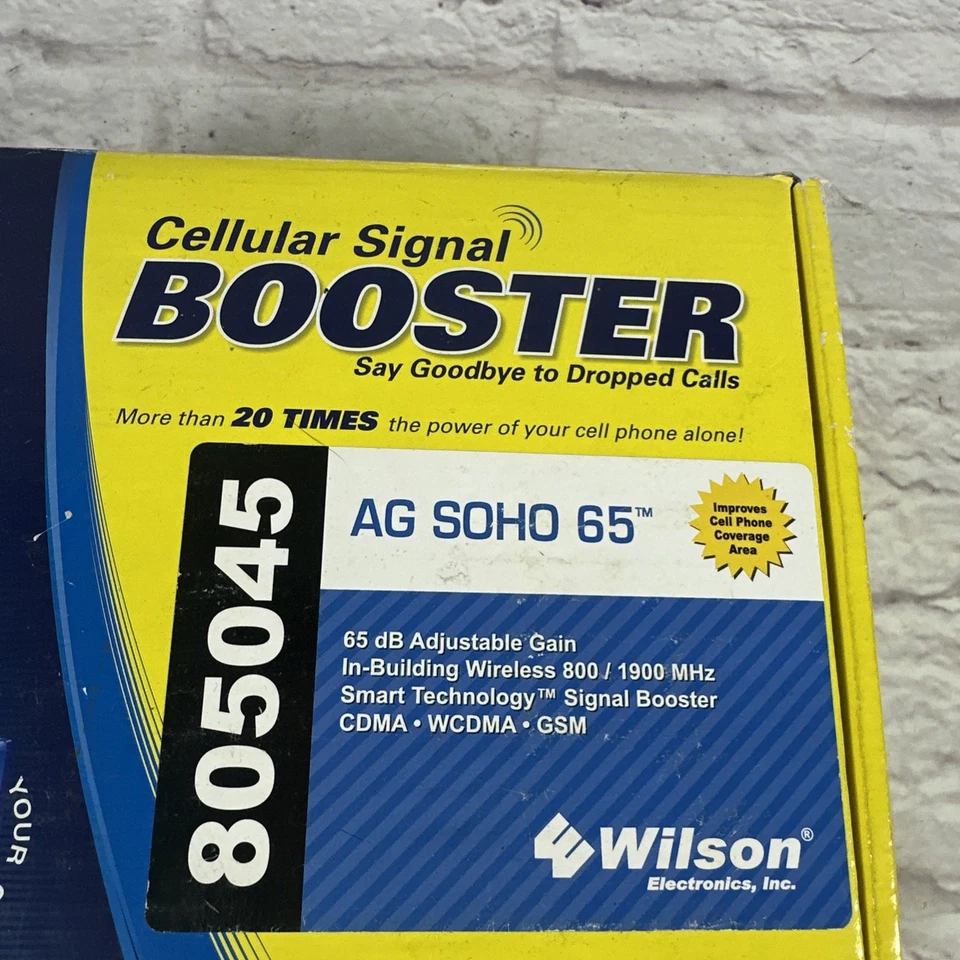 Cellular Signal
BOOSTER
Say Goodbye to Dropped Calls
More than 20 TIMES the power of your cell phone alone!
805045
AG SOHO 65™
Improves
Cell Phone
Coverage
Area
65 dB Adjustable Gain
In-Building Wireless 800 / 1900 MHz
Smart Technology™ Signal Booster
CDMA • WCDMA • GSM
Wilson®
Electronics, Inc.
YOUR